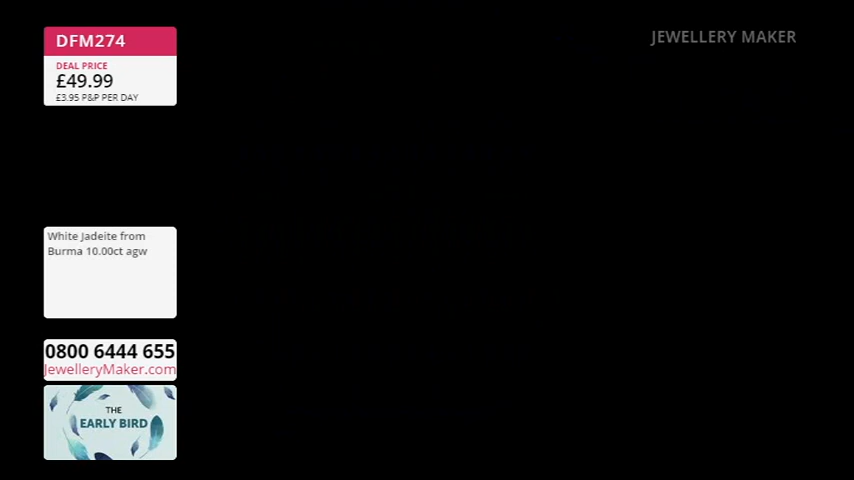 DFM274
DEAL PRICE
£49.99
£3.95 P&P PER DAY
JEWELLERY MAKER
White Jadeite from
Burma 10.00ct agw
0800 6444 655
JewelleryMaker.com
THE
EARLY BIRD